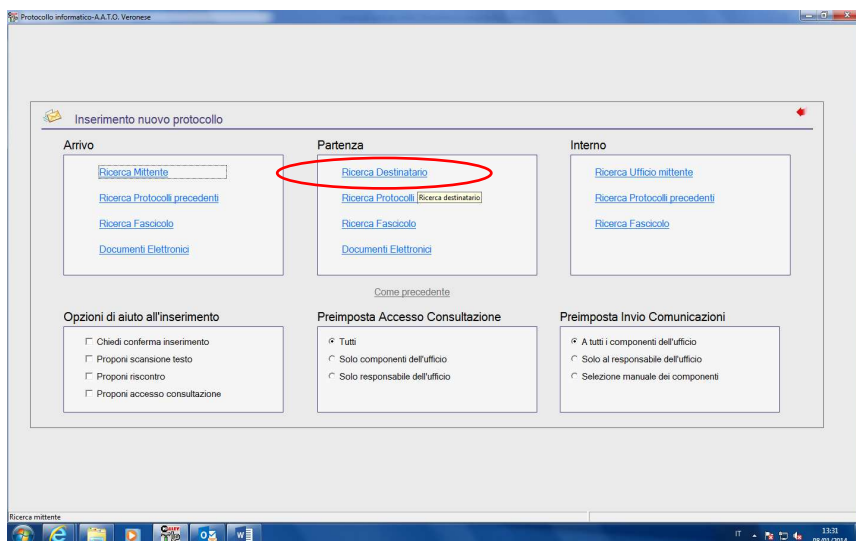 Protocollo informatico-A.A.T.O. Veronese
Inserimento nuovo protocollo
Arrivo
Ricerca Mittente
Ricerca Protocolli precedenti
Ricerca Fascicolo
Documenti Elettronici
Partenza
Ricerca Destinatario
Ricerca Protocolli
Ricerca destinatario
Ricerca Fascicolo
Documenti Elettronici
Interno
Ricerca Ufficio mittente
Ricerca Protocolli precedenti
Ricerca Fascicolo
Come precedente
Opzioni di aiuto all'inserimento
Chiedi conferma inserimento
Proponi scansione testo
Proponi riscontro
Proponi accesso consultazione
Preimposta Accesso Consultazione
Tutti
Solo componenti dell'ufficio
Solo responsabile dell'ufficio
Preimposta Invio Comunicazioni
A tutti i componenti dell'ufficio
Solo al responsabile dell'ufficio
Selezione manuale dei componenti
Ricerca mittente
IT
13:31
08/01/2014